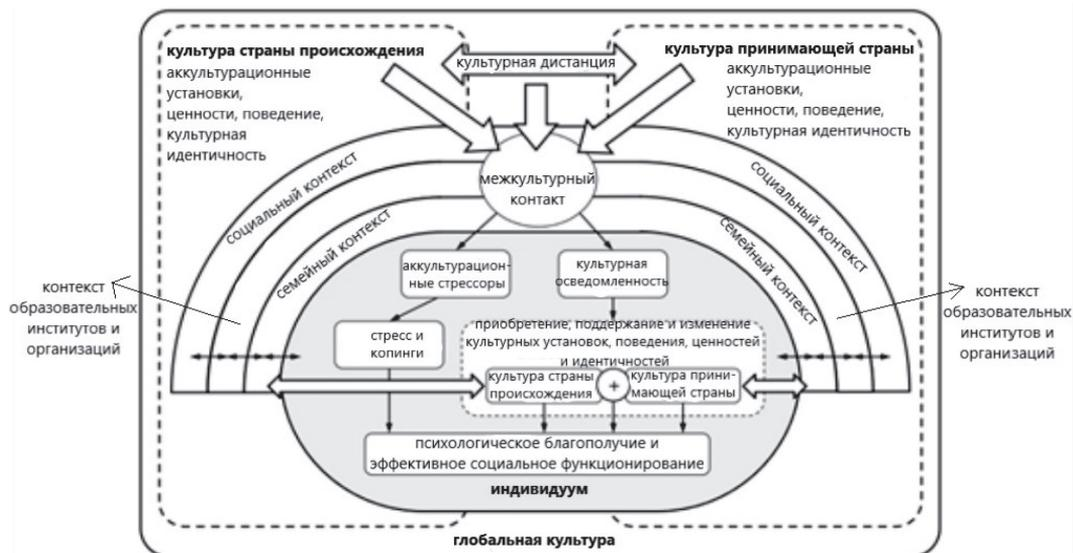 культура страны происхождения
аккультурационные
установки,
ценности, поведение,
культурная
идентичность
культурная дистанция
культура принимающей страны
аккультурационные
установки,
ценности, поведение,
культурная идентичность
межкультурный
контакт
социальный контекст
семейный контекст
социальный контекст
семейный контекст
контекст
образовательных
институтов и
организаций
контекст
образовательных
институтов и
организаций
аккультурацион-
ные стрессоры
культурная
осведомленность
стресс и
копинги
приобретение, поддержание и изменение
культурных установок, поведения, ценностей
и идентичностей
культура страны
происхождения
+
культура прини-
мающей страны
психологическое благополучие и
эффективное социальное функционирование
индивидуум
глобальная культура